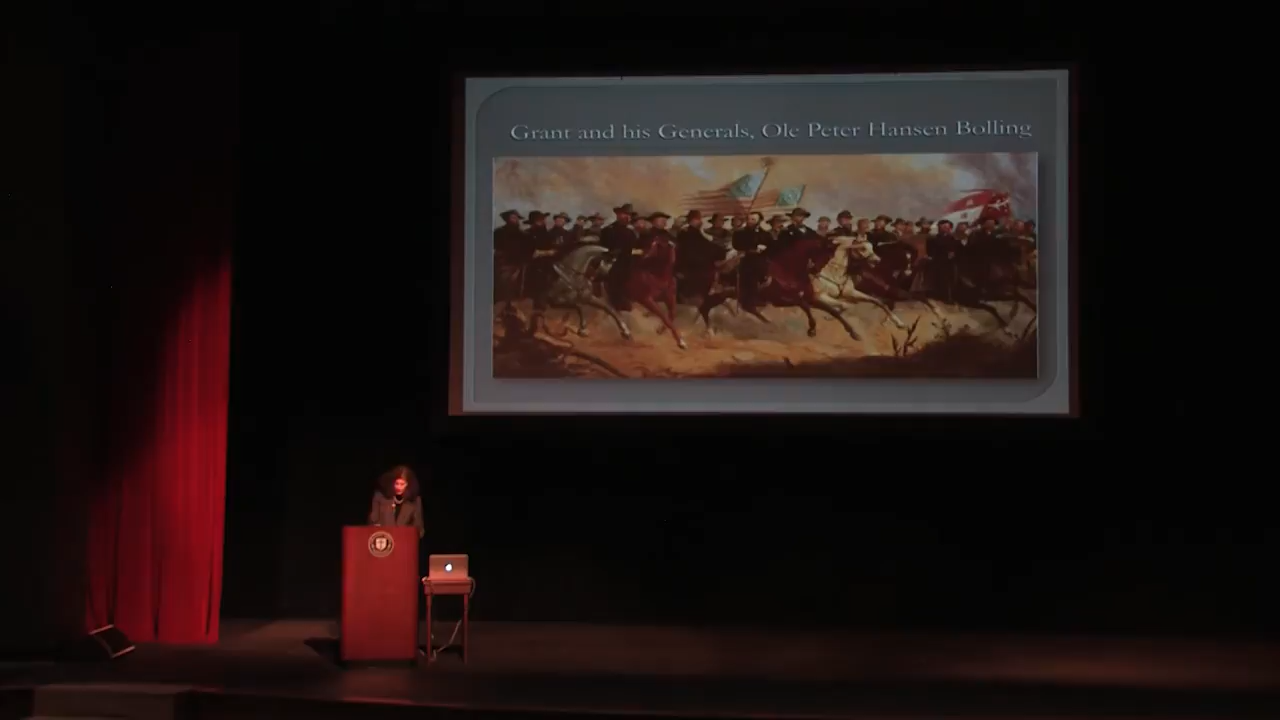 Grant and his Generals, Ole Peter Hansen Bolling